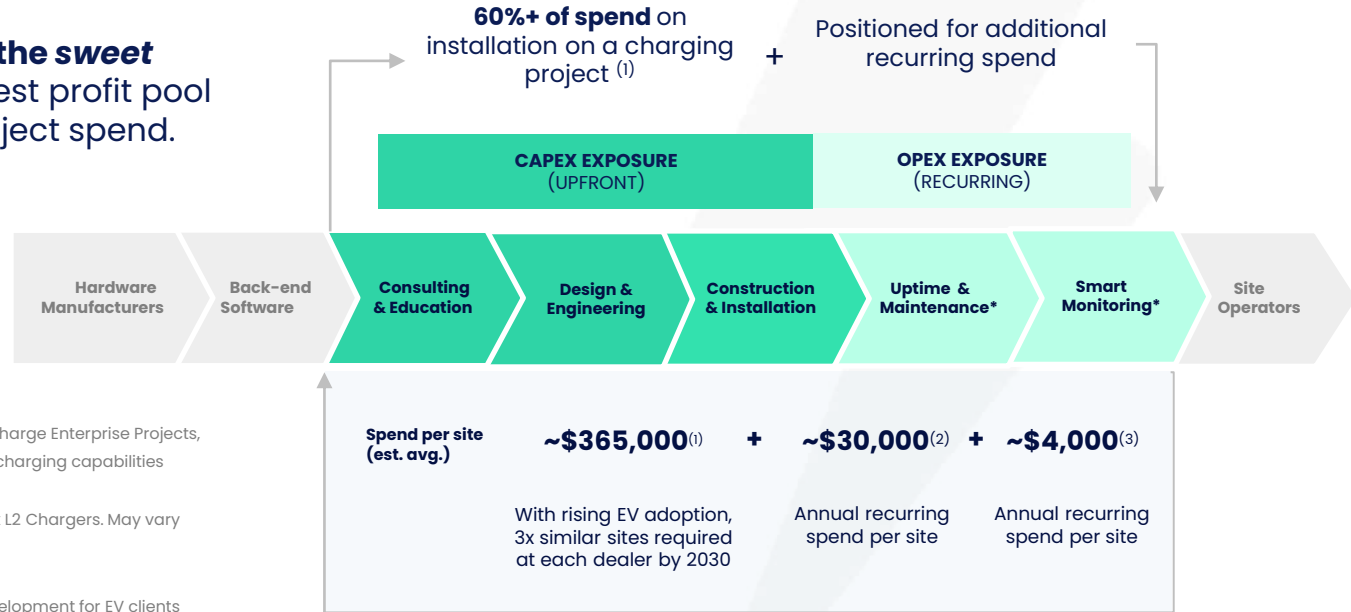 the sweet
est profit pool
ject spend.
60%+ of spend on
installation on a charging
project (1)
+
Positioned for additional
recurring spend
CAPEX EXPOSURE
(UPFRONT)
OPEX EXPOSURE
(RECURRING)
Hardware
Manufacturers
Back-end
Software
Consulting
& Education
Design &
Engineering
Construction
& Installation
Uptime &
Maintenance*
Smart
Monitoring*
Site
Operators
Spend per site
(est. avg.)
~$365,000(1)
+
~$30,000(2)
+
~$4,000(3)
With rising EV adoption,
3x similar sites required
at each dealer by 2030
Annual recurring
spend per site
Annual recurring
spend per site
harge Enterprise Projects,
charging capabilities
L2 Chargers. May vary
elopment for EV clients